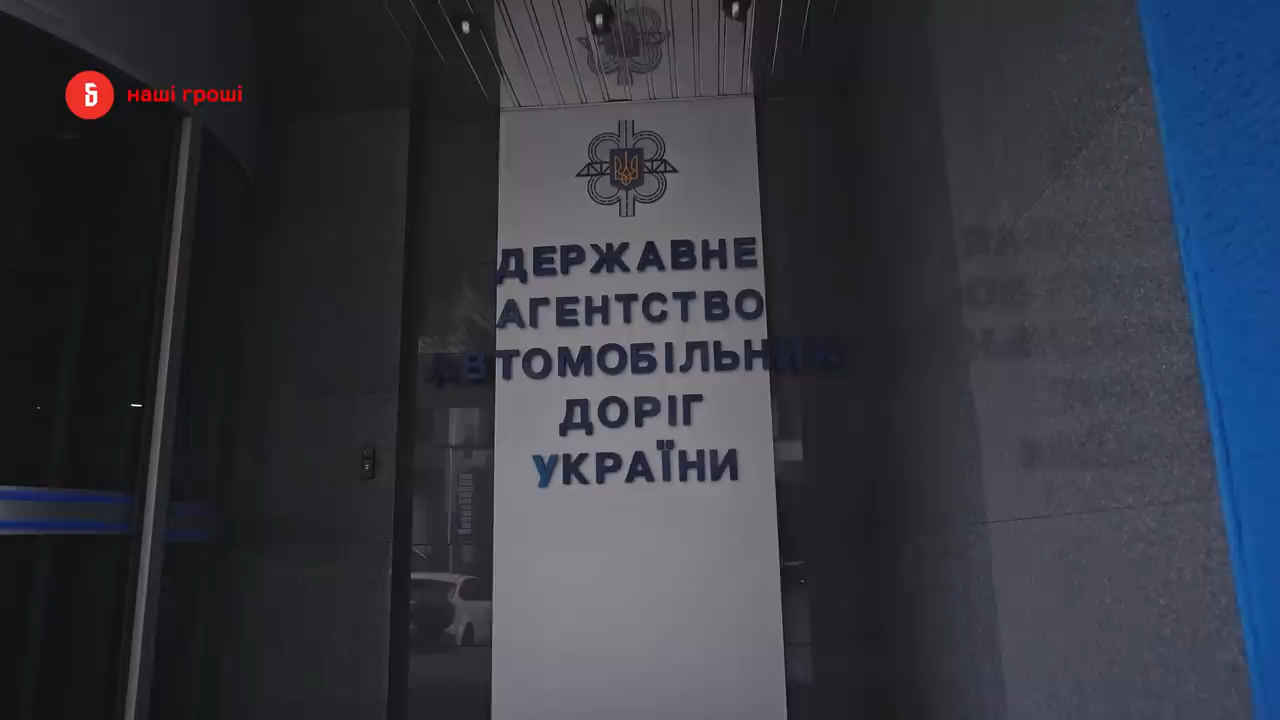 наші гроші
ДЕРЖАВНЕ
АГЕНТСТВО
АВТОМОБІЛЬНИХ
ДОРІГ
УКРАЇНИ